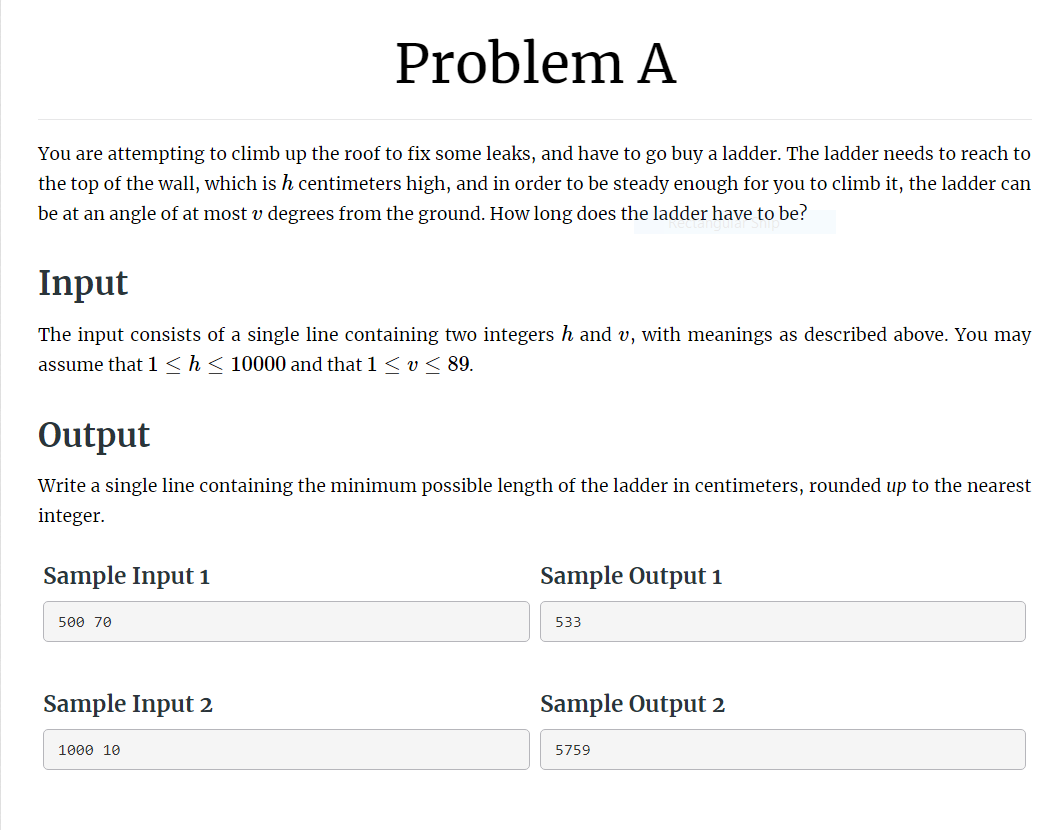 Problem A
You are attempting to climb up the roof to fix some leaks, and have to go buy a ladder. The ladder needs to reach to
the top of the wall, which is h centimeters high, and in order to be steady enough for you to climb it, the ladder can
be at an angle of at most v degrees from the ground. How long does the ladder have to be?
Rectangular Snip
Input
The input consists of a single line containing two integers h and v, with meanings as described above. You may
assume that 1 ≤ h ≤ 10000 and that 1 ≤ v ≤ 89.
Output
Write a single line containing the minimum possible length of the ladder in centimeters, rounded up to the nearest
integer.
Sample Input 1
Sample Output 1
500 70
533
Sample Input 2
Sample Output 2
1000 10
5759